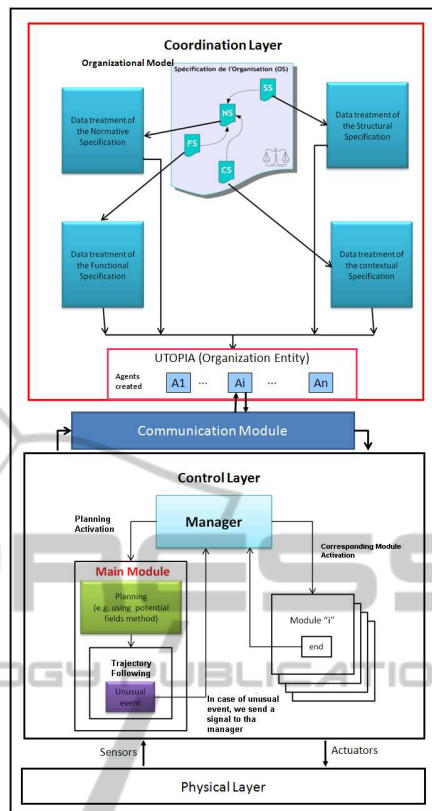 Coordination Layer
Organizational Model
Spécification de l'Organisation (OS)
SS
NS
FS
CS
Data treatment of
the Normative
Specification
Data treatment of
the Structural
Specification
Data treatment of
the Functional
Specification
Data treatment of
the contextual
Specification
UTOPIA (Organization Entity)
Agents
created
A1 ... Ai ... An
Communication Module
Control Layer
Manager
Planning
Activation
Corresponding Module
Activation
Main Module
Planning
(e.g. using potential
fields method)
Trajectory
Following
Unusual
event
Module "i"
end
In case of unusual
event, we send a
signal to tha
manager
Sensors
Actuators
Physical Layer